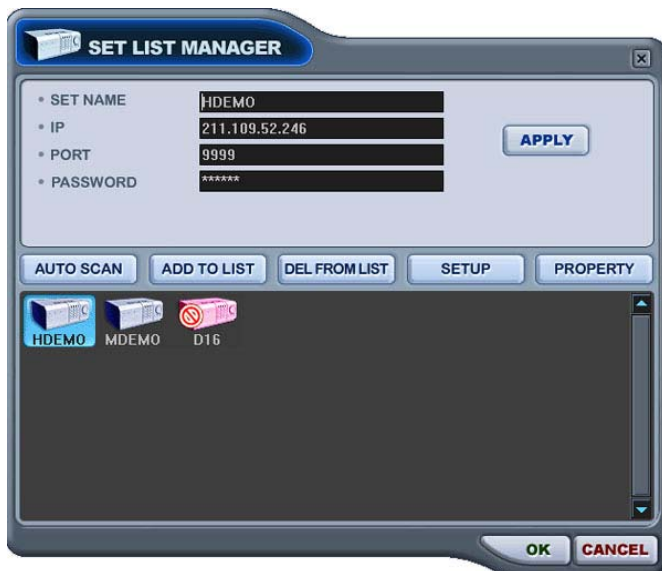 SET LIST MANAGER
• SET NAME HDEMO
• IP 211.109.52.246
• PORT 9999
• PASSWORD ******
APPLY
AUTO SCAN ADD TO LIST DEL FROM LIST SETUP PROPERTY
HDEMO MDEMO D16
OK CANCEL